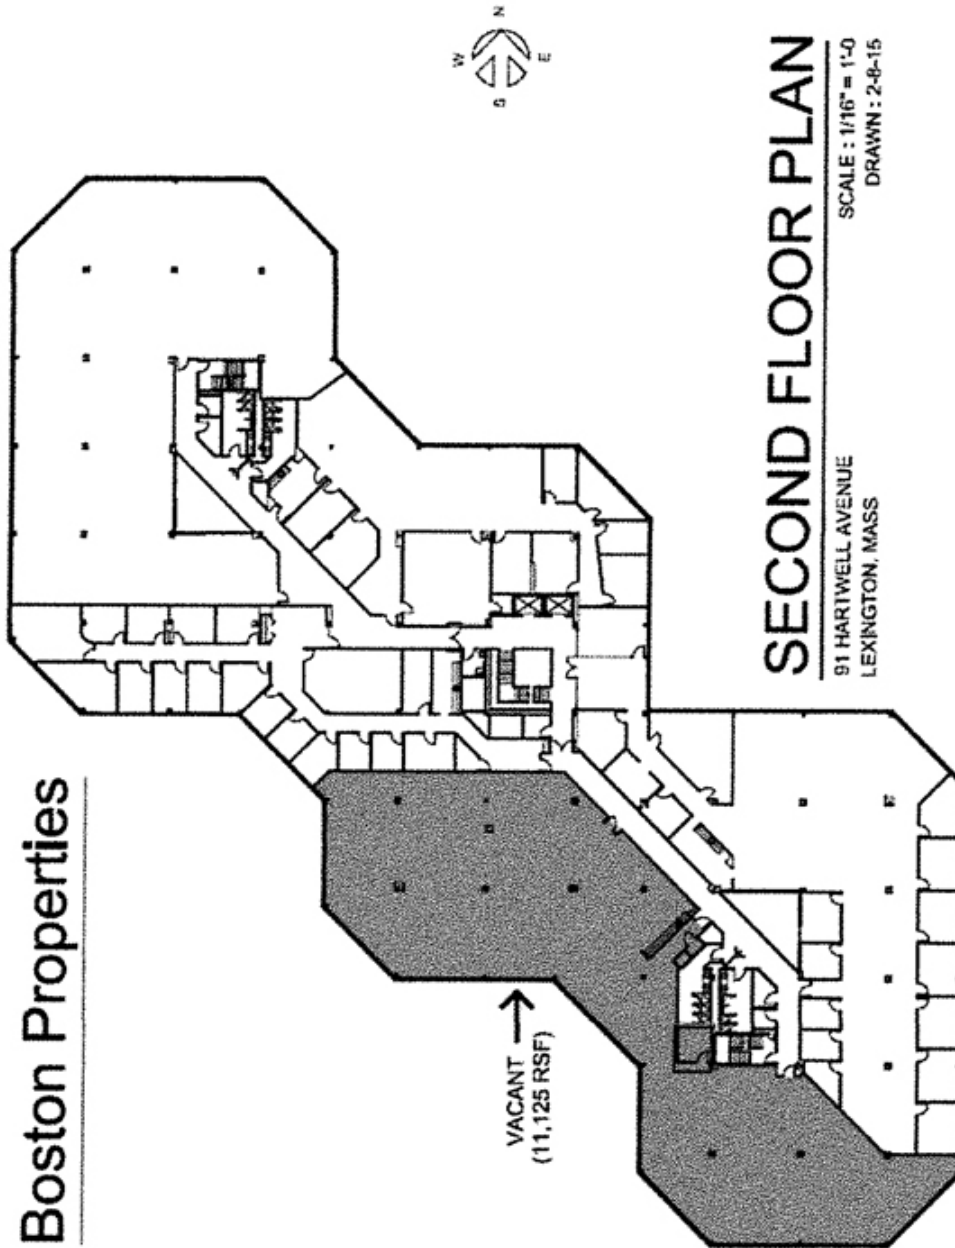 Boston Properties
VACANT
(11,125 RSF)
W
N
S
E
SECOND FLOOR PLAN
91 HARTWELL AVENUE
LEXINGTON, MASS
SCALE : 1/16" = 1'-0
DRAWN : 2-8-15